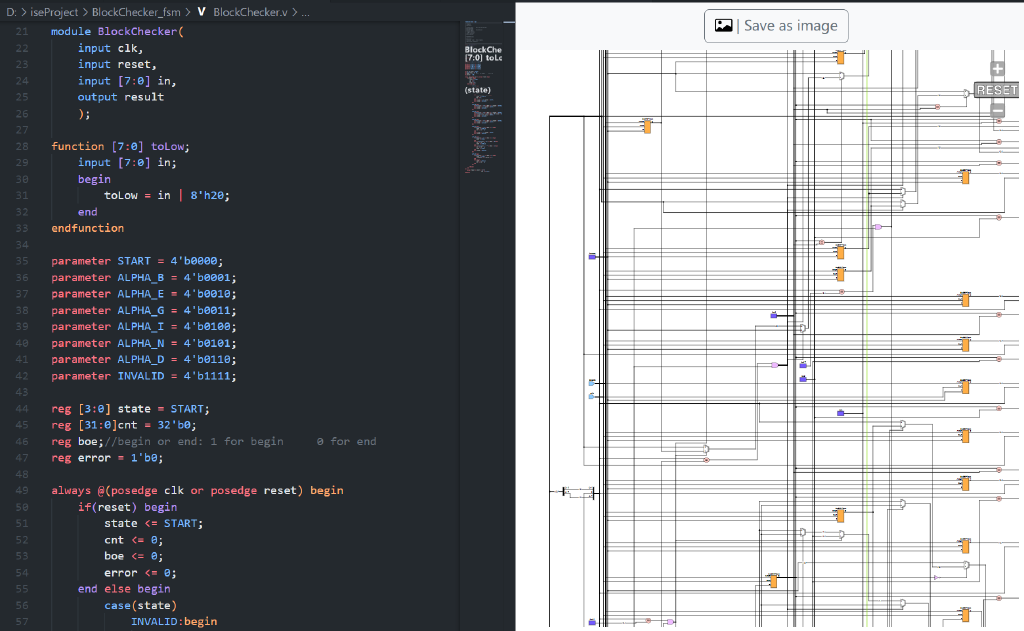 D: > iseProject > BlockChecker_fsm > V BlockChecker.v > ...
21 module BlockChecker(
22 input clk,
23 input reset,
24 input [7:0] in,
25 output result
26 );
27
28 function [7:0] toLow;
29 input [7:0] in;
30 begin
31 toLow = in | 8'h20;
32 end
33 endfunction
34
35 parameter START = 4'b0000;
36 parameter ALPHA_B = 4'b0001;
37 parameter ALPHA_E = 4'b0010;
38 parameter ALPHA_G = 4'b0011;
39 parameter ALPHA_I = 4'b0100;
40 parameter ALPHA_N = 4'b0101;
41 parameter ALPHA_D = 4'b0110;
42 parameter INVALID = 4'b1111;
43
44 reg [3:0] state = START;
45 reg [31:0]cnt = 32'b0;
46 reg boe;//begin or end: 1 for begin 0 for end
47 reg error = 1'b0;
48
49 always @(posedge clk or posedge reset) begin
50 if(reset) begin
51 state <= START;
52 cnt <= 0;
53 boe <= 0;
54 error <= 0;
55 end else begin
56 case(state)
57 INVALID:begin
BlockChe
[7:0] toLo
(state)
| Save as image
+
RESET
−